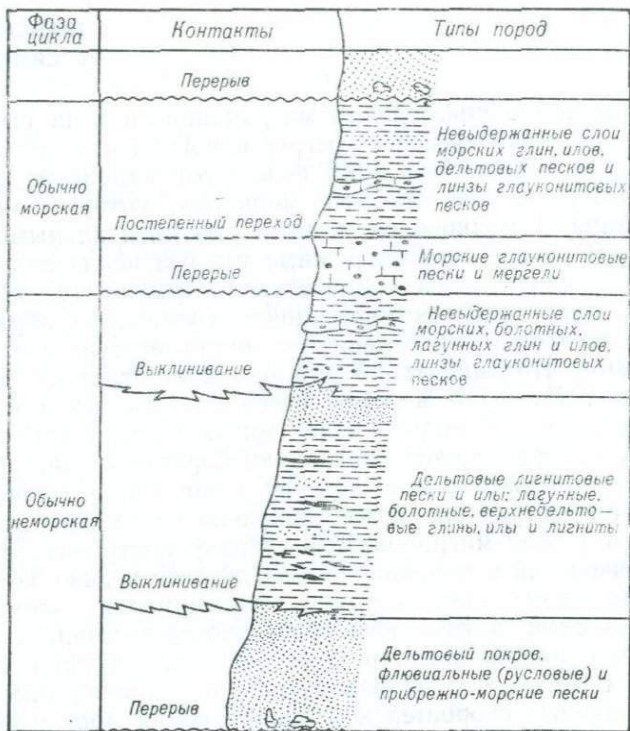 Фаза
цикла
Контакты
Типы пород
Перерыв
Обычно
морская
Невыдержанные слои
морских глин, илов,
дельтовых песков и
линзы глауконитовых
песков
Постепенный переход
Морские глауконитовые
пески и мергели
Перерыв
Невыдержанные слои
морских, болотных,
лагунных глин и илов,
линзы глауконитовых
песков
Выклинивание
Обычно
неморская
Дельтовые лигнитовые
пески и илы; лагунные,
болотные, верхнедельто-
вые глины, илы и лигниты
Выклинивание
Дельтовый покров,
флювиальные (русловые) и
прибрежно-морские пески
Перерыв